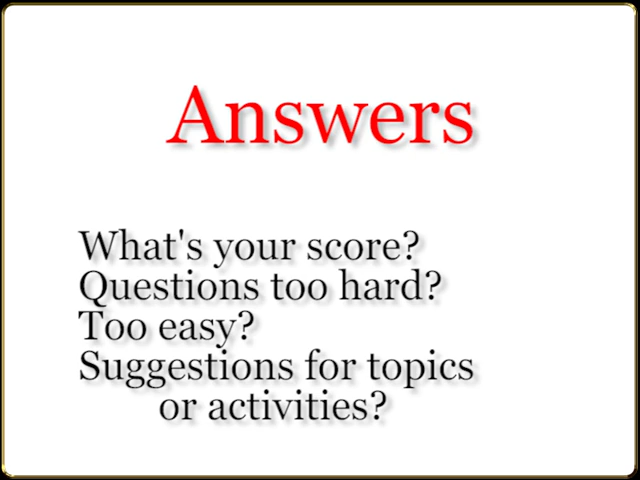 Answers
What's your score?
Questions too hard?
Too easy?
Suggestions for topics
or activities?